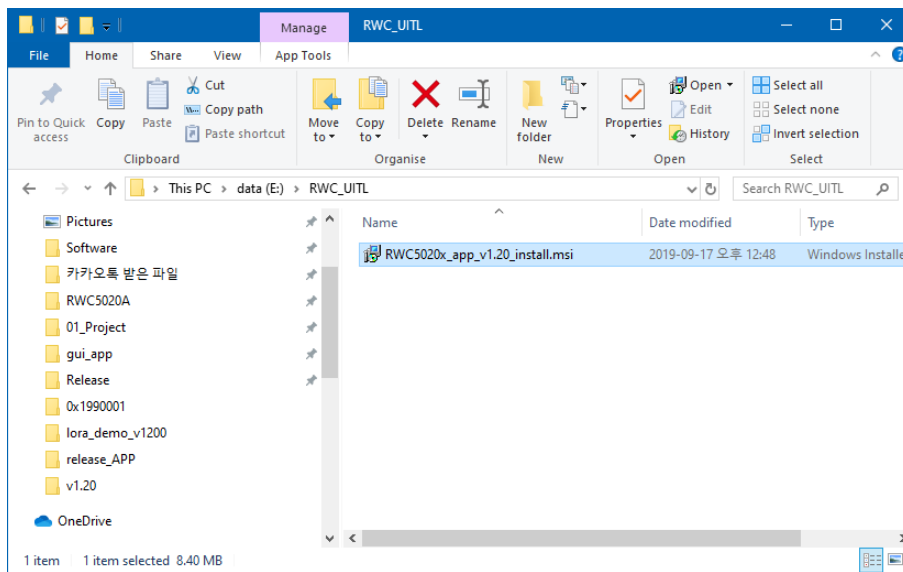 Manage RWC_UITL
File Home Share View App Tools
Pin to Quick access
Copy
Paste
Cut
Copy path
Paste shortcut
Clipboard
Move to
Copy to
Delete
Rename
Organise
New folder
New
Properties
Open
Edit
History
Open
Select all
Select none
Invert selection
Select
This PC > data (E:) > RWC_UITL
Search RWC_UITL
Pictures
Software
카카오톡 받은 파일
RWC5020A
01_Project
gui_app
Release
0x1990001
lora_demo_v1200
release_APP
v1.20
OneDrive
Name Date modified Type
RWC5020x_app_v1.20_install.msi 2019-09-17 오후 12:48 Windows Installe
1 item 1 item selected 8.40 MB